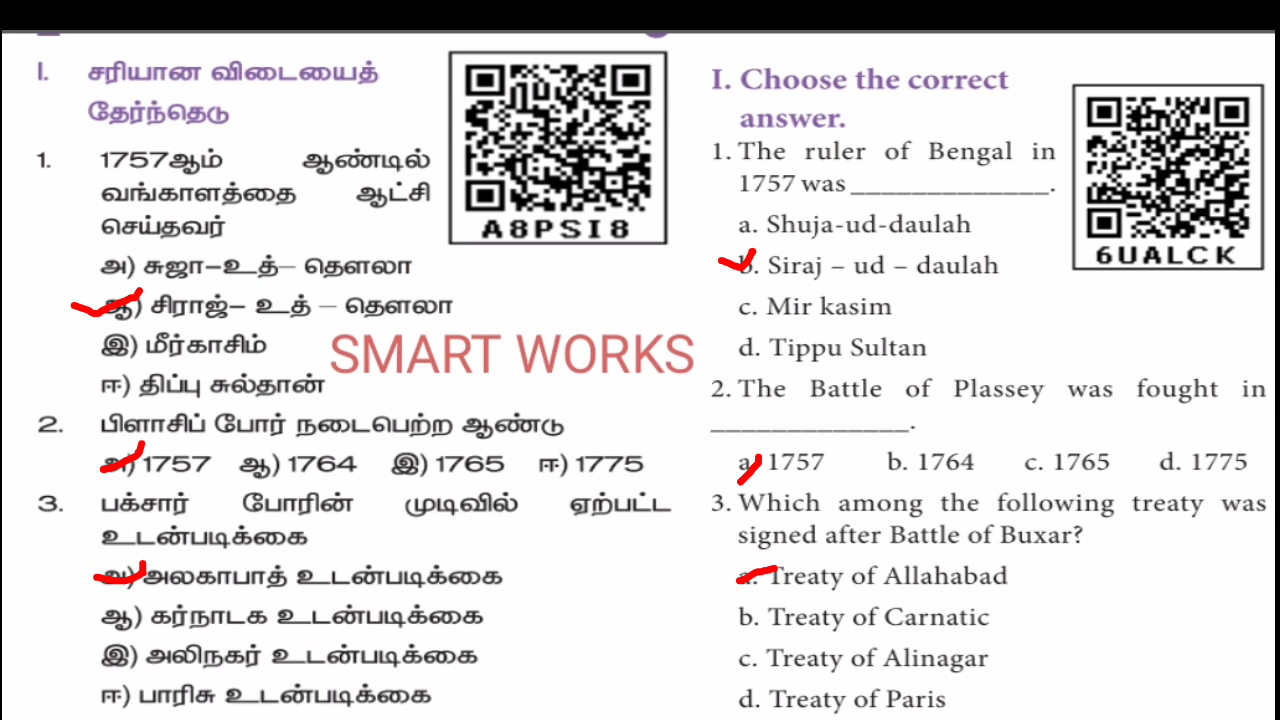 I. சரியான விடையைத்
தேர்ந்தெடு
1. 1757ஆம் ஆண்டில்
வங்காளத்தை ஆட்சி
செய்தவர்
A8PSI8
அ) சுஜா–உத்– தௌலா
ஆ) சிராஜ்– உத் – தௌலா
இ) மீர்காசிம்
ஈ) திப்பு சுல்தான்
2. பிளாசிப் போர் நடைபெற்ற ஆண்டு
அ) 1757 ஆ) 1764 இ) 1765 ஈ) 1775
3. பக்சார் போரின் முடிவில் ஏற்பட்ட
உடன்படிக்கை
அ) அலகாபாத் உடன்படிக்கை
ஆ) கர்நாடக உடன்படிக்கை
இ) அலிநகர் உடன்படிக்கை
ஈ) பாரிசு உடன்படிக்கை
SMART WORKS
I. Choose the correct
answer.
1. The ruler of Bengal in
1757 was _____________.
6UALCK
a. Shuja-ud-daulah
b. Siraj – ud – daulah
c. Mir kasim
d. Tippu Sultan
2. The Battle of Plassey was fought in
_____________.
a. 1757 b. 1764 c. 1765 d. 1775
3. Which among the following treaty was
signed after Battle of Buxar?
a. Treaty of Allahabad
b. Treaty of Carnatic
c. Treaty of Alinagar
d. Treaty of Paris